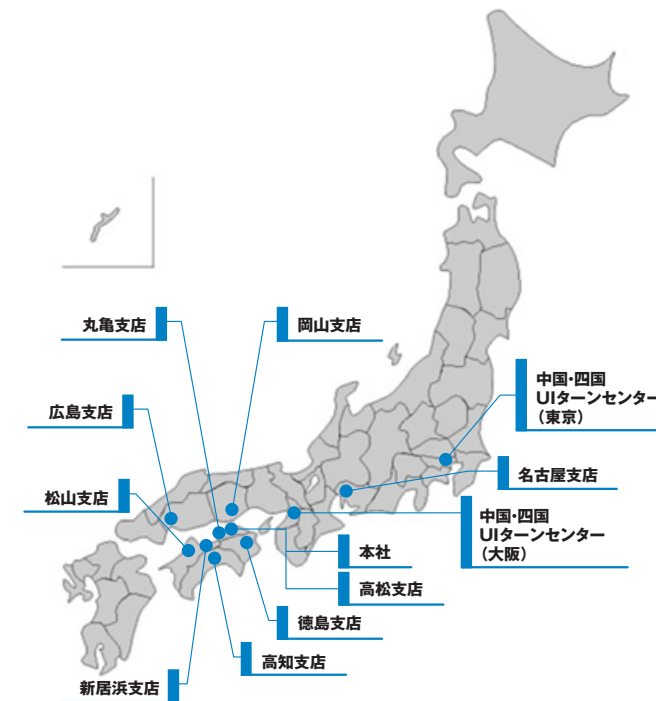 丸亀支店
岡山支店
中国・四国
UIターンセンター
（東京）
広島支店
名古屋支店
松山支店
中国・四国
UIターンセンター
（大阪）
本社
高松支店
徳島支店
高知支店
新居浜支店